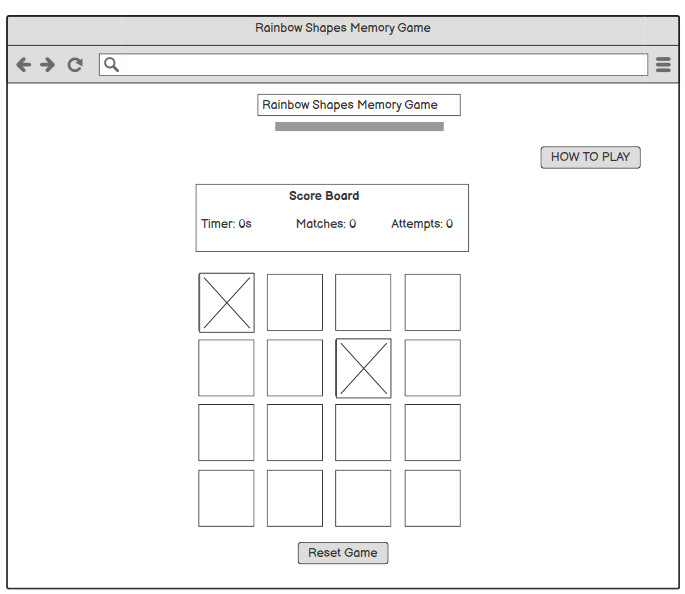 Rainbow Shapes Memory Game
Rainbow Shapes Memory Game
HOW TO PLAY
Score Board
Timer: 0s Matches: 0 Attempts: 0
Reset Game